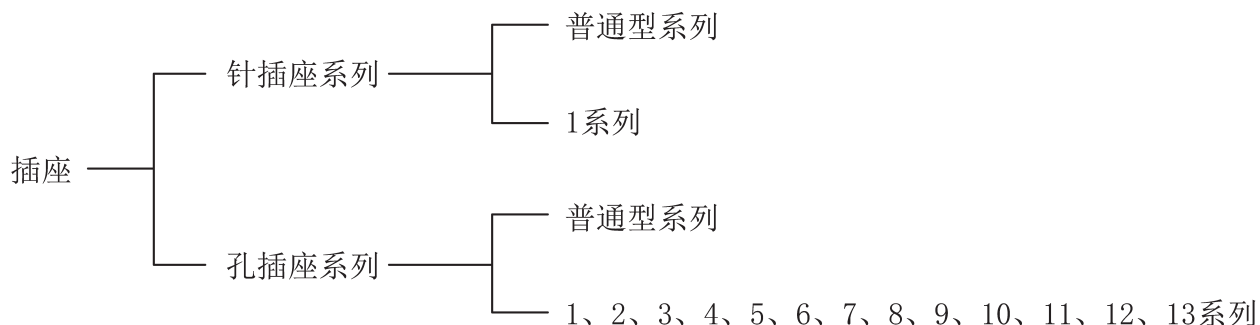 插座
针插座系列
普通型系列
1系列
孔插座系列
普通型系列
1、2、3、4、5、6、7、8、9、10、11、12、13系列